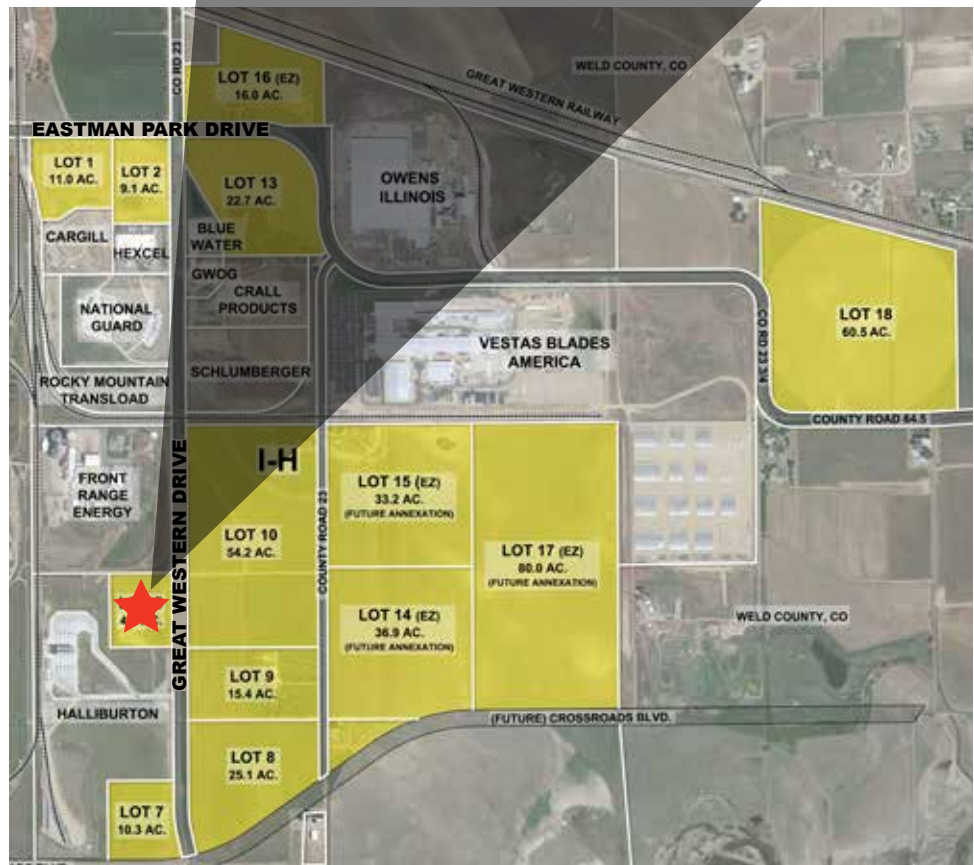 CO RD 23
LOT 16 (EZ)
16.0 AC.
WELD COUNTY, CO
GREAT WESTERN RAILWAY
EASTMAN PARK DRIVE
LOT 1
11.0 AC.
LOT 2
9.1 AC.
LOT 13
22.7 AC.
OWENS
ILLINOIS
CARGILL
HEXCEL
BLUE
WATER
GWOG
CRALL
PRODUCTS
NATIONAL
GUARD
LOT 18
60.5 AC.
CO RD 23 3/4
VESTAS BLADES
AMERICA
SCHLUMBERGER
ROCKY MOUNTAIN
TRANSLOAD
COUNTY ROAD 64.5
I-H
FRONT
RANGE
ENERGY
GREAT WESTERN DRIVE
LOT 10
54.2 AC.
COUNTY ROAD 23
LOT 15 (EZ)
33.2 AC.
(FUTURE ANNEXATION)
LOT 17 (EZ)
80.0 AC.
(FUTURE ANNEXATION)
LOT 14 (EZ)
36.9 AC.
(FUTURE ANNEXATION)
WELD COUNTY, CO
LOT 9
15.4 AC.
HALLIBURTON
(FUTURE) CROSSROADS BLVD.
LOT 8
25.1 AC.
LOT 7
10.3 AC.